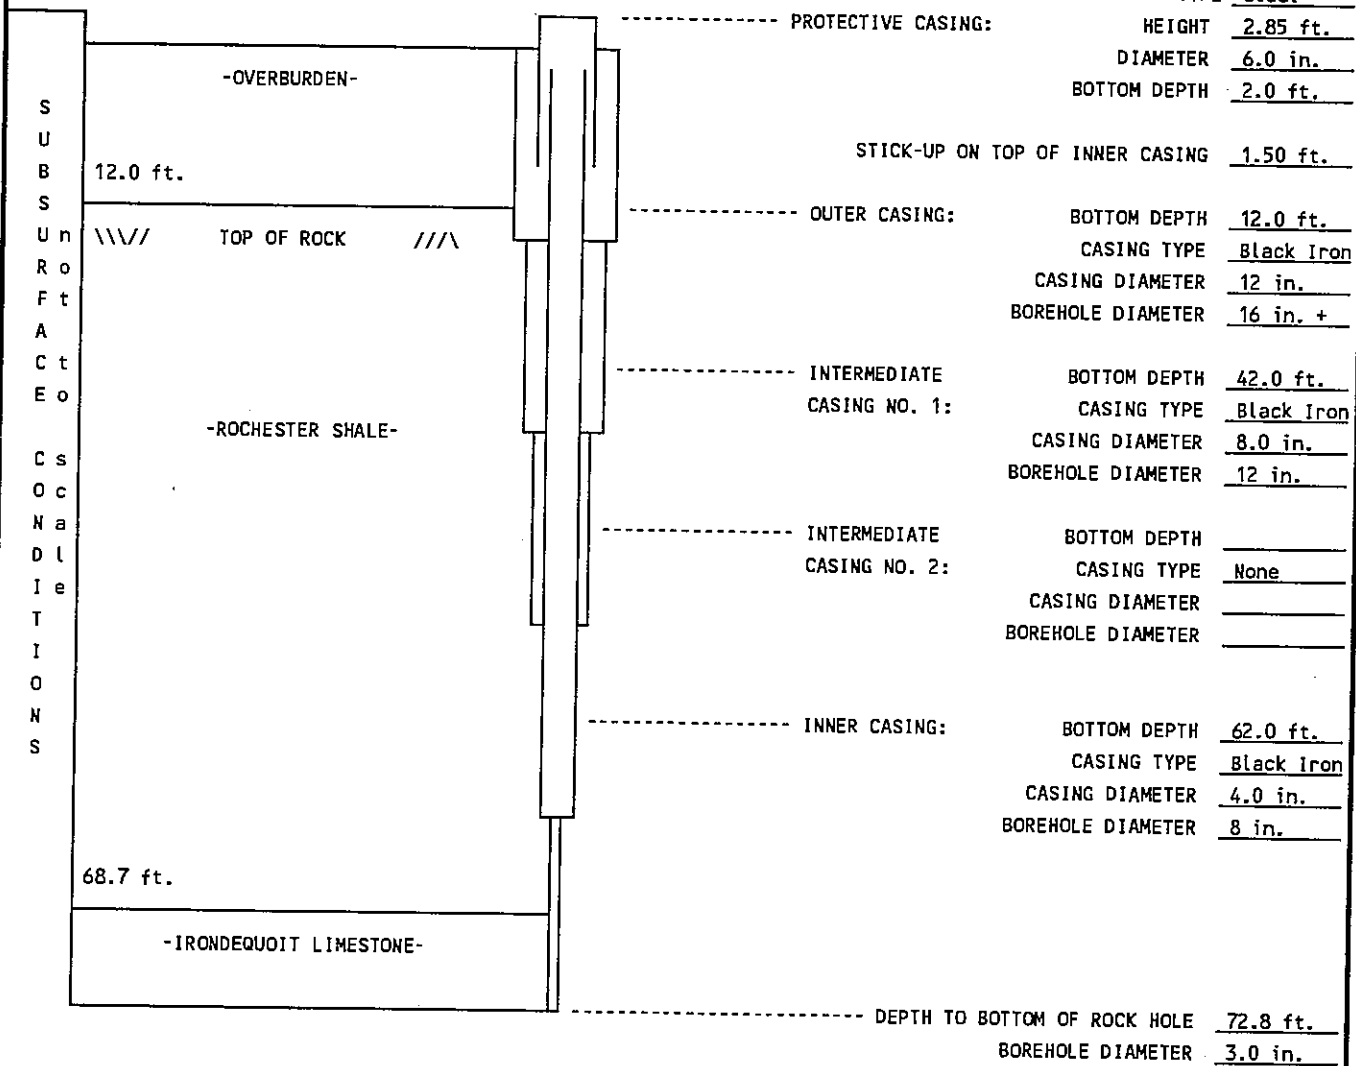 PROTECTIVE CASING: HEIGHT 2.85 ft.
DIAMETER 6.0 in.
BOTTOM DEPTH 2.0 ft.
-OVERBURDEN-
12.0 ft.
STICK-UP ON TOP OF INNER CASING 1.50 ft.
OUTER CASING: BOTTOM DEPTH 12.0 ft.
CASING TYPE Black Iron
CASING DIAMETER 12 in.
BOREHOLE DIAMETER 16 in. +
\\\// TOP OF ROCK ///\
INTERMEDIATE BOTTOM DEPTH 42.0 ft.
CASING NO. 1: CASING TYPE Black Iron
CASING DIAMETER 8.0 in.
BOREHOLE DIAMETER 12 in.
-ROCHESTER SHALE-
INTERMEDIATE BOTTOM DEPTH
CASING NO. 2: CASING TYPE None
CASING DIAMETER
BOREHOLE DIAMETER
INNER CASING: BOTTOM DEPTH 62.0 ft.
CASING TYPE Black Iron
CASING DIAMETER 4.0 in.
BOREHOLE DIAMETER 8 in.
68.7 ft.
-IRONDEQUOIT LIMESTONE-
DEPTH TO BOTTOM OF ROCK HOLE 72.8 ft.
BOREHOLE DIAMETER 3.0 in.
SUBSURFACE CONDITIONS
not to scale